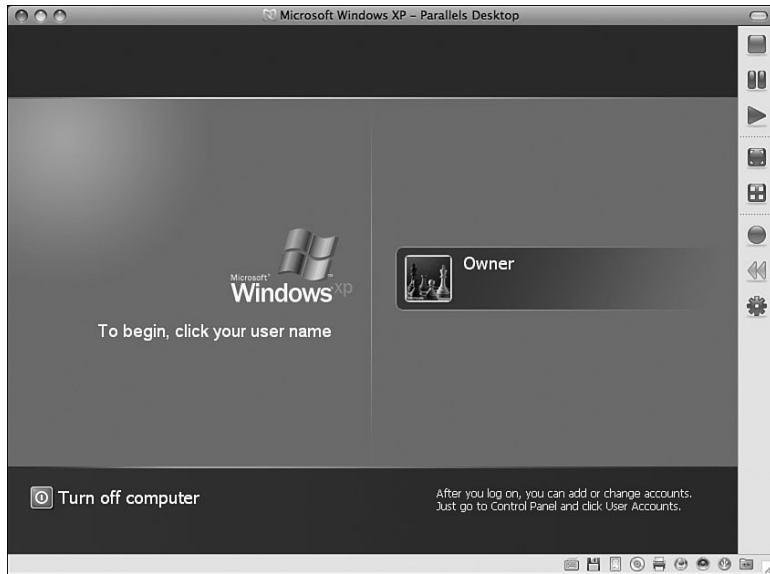 Microsoft Windows XP – Parallels Desktop
Microsoft®
Windows xp
To begin, click your user name
Owner
Turn off computer
After you log on, you can add or change accounts.
Just go to Control Panel and click User Accounts.